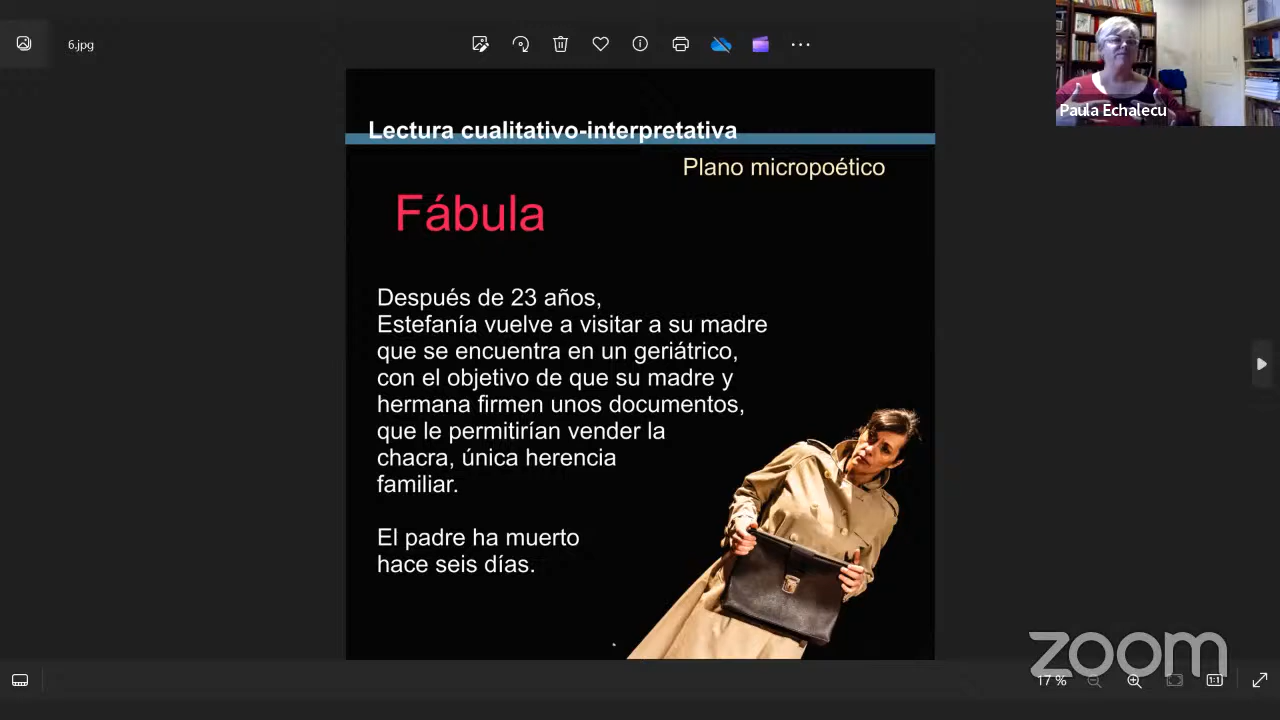 6.jpg
Paula Echalecu
Lectura cualitativo-interpretativa
Plano micropoético
Fábula
Después de 23 años,
Estefanía vuelve a visitar a su madre
que se encuentra en un geriátrico,
con el objetivo de que su madre y
hermana firmen unos documentos,
que le permitirían vender la
chacra, única herencia
familiar.
El padre ha muerto
hace seis días.
zoom
17 %
1:1